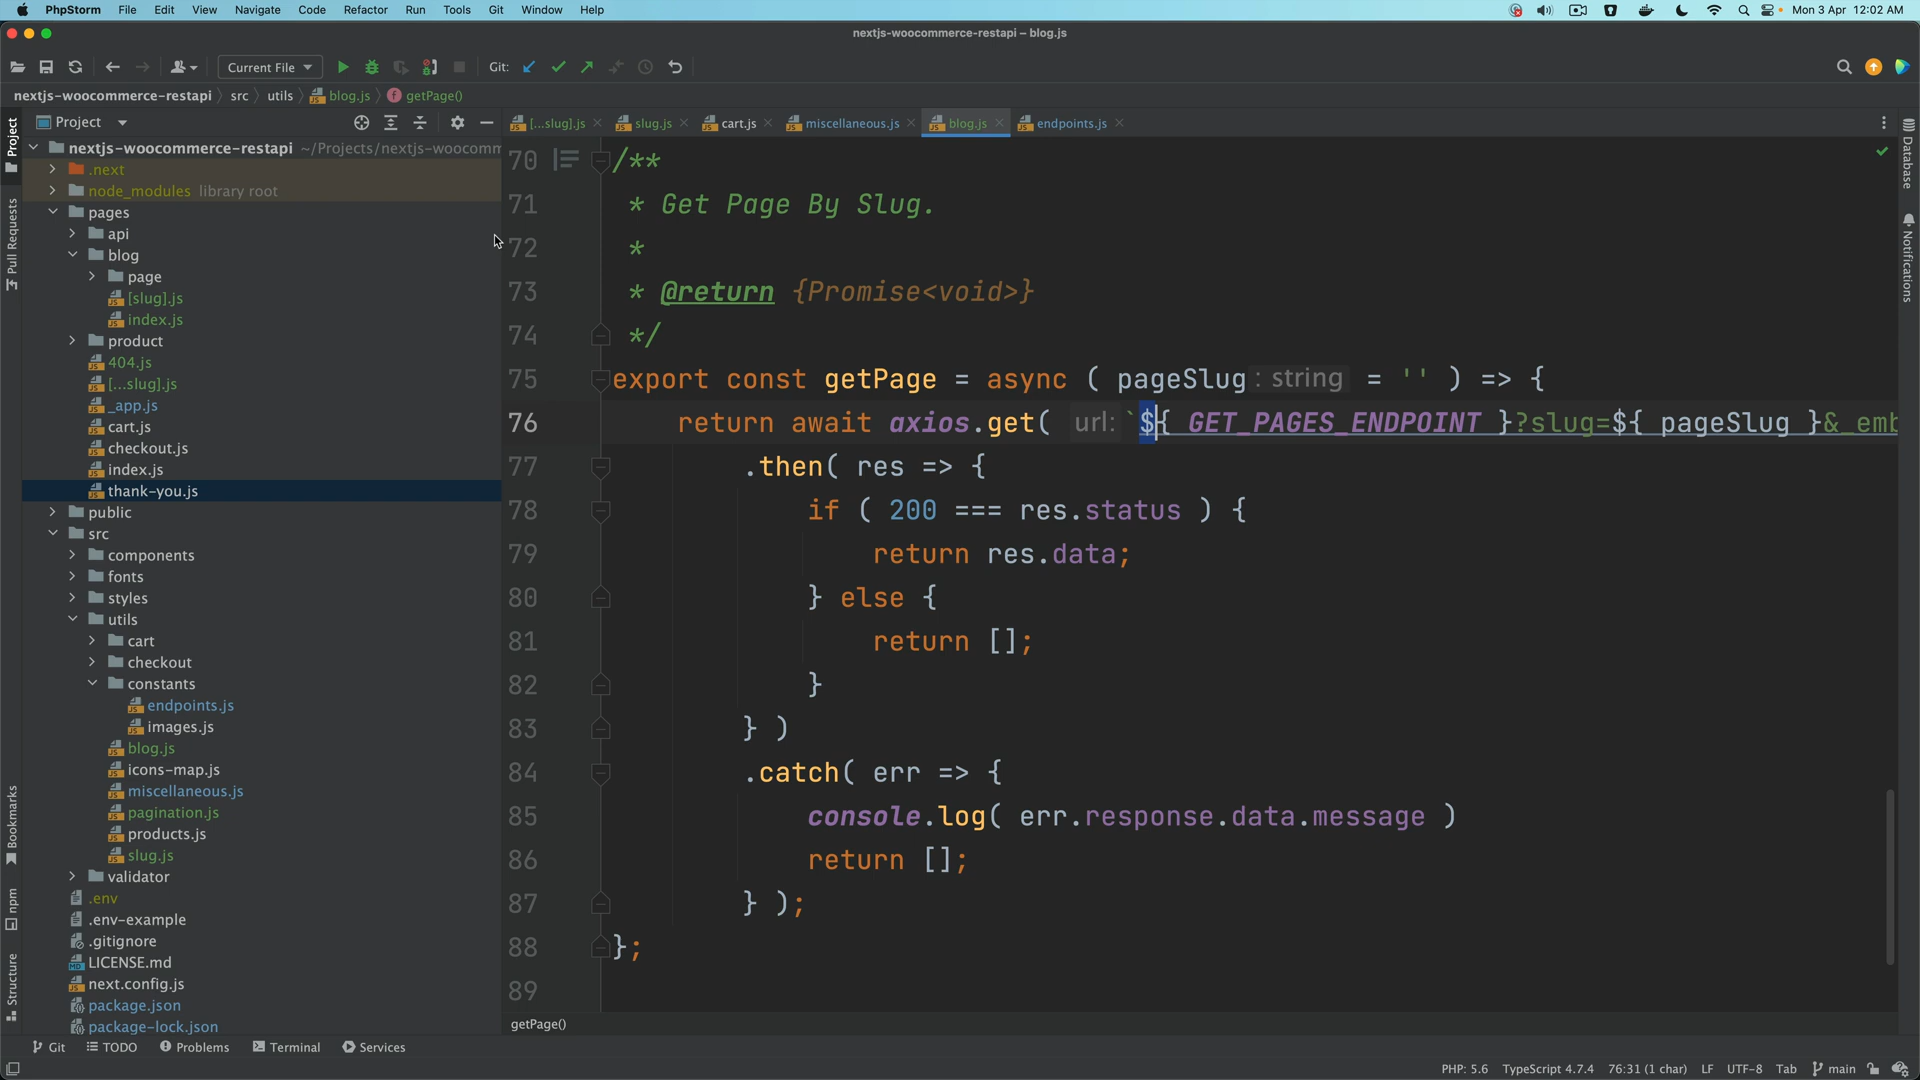 PhpStorm File Edit View Navigate Code Refactor Run Tools Git Window Help Mon 3 Apr 12:02 AM
nextjs-woocommerce-restapi – blog.js
Current File Git:
nextjs-woocommerce-restapi src utils blog.js getPage()
Project
[...slug].js slug.js cart.js miscellaneous.js blog.js endpoints.js
nextjs-woocommerce-restapi ~/Projects/nextjs-woocomm
.next
node_modules library root
pages
api
blog
page
[slug].js
index.js
product
404.js
[...slug].js
_app.js
cart.js
checkout.js
index.js
thank-you.js
public
src
components
fonts
styles
utils
cart
checkout
constants
endpoints.js
images.js
blog.js
icons-map.js
miscellaneous.js
pagination.js
products.js
slug.js
validator
.env
.env-example
.gitignore
LICENSE.md
next.config.js
package.json
package-lock.json
Project
Pull Requests
Bookmarks
npm
Structure
70 /**
71 * Get Page By Slug.
72 *
73 * @return {Promise<void>}
74 */
75 export const getPage = async ( pageSlug : string = '' ) => {
76 return await axios.get( url: `${ GET_PAGES_ENDPOINT }?slug=${ pageSlug }&_emb
77 .then( res => {
78 if ( 200 === res.status ) {
79 return res.data;
80 } else {
81 return [];
82 }
83 } )
84 .catch( err => {
85 console.log( err.response.data.message )
86 return [];
87 } );
88 };
89
getPage()
Database
Notifications
Git TODO Problems Terminal Services
PHP: 5.6 TypeScript 4.7.4 76:31 (1 char) LF UTF-8 Tab main